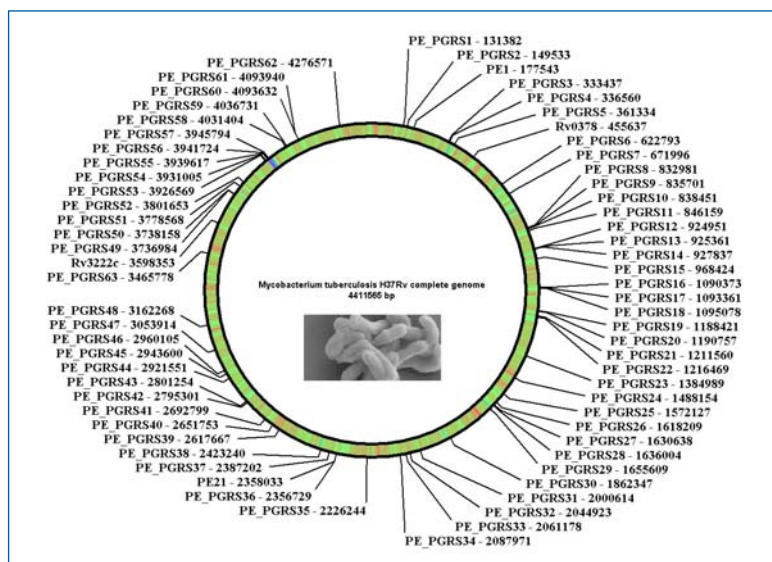 PE_PGRS1 - 131382
PE_PGRS2 - 149533
PE1 - 177543
PE_PGRS3 - 333437
PE_PGRS4 - 336560
PE_PGRS5 - 361334
Rv0378 - 455637
PE_PGRS6 - 622793
PE_PGRS7 - 671996
PE_PGRS8 - 832981
PE_PGRS9 - 835701
PE_PGRS10 - 838451
PE_PGRS11 - 846159
PE_PGRS12 - 924951
PE_PGRS13 - 925361
PE_PGRS14 - 927837
PE_PGRS15 - 968424
PE_PGRS16 - 1090373
PE_PGRS17 - 1093361
PE_PGRS18 - 1095078
PE_PGRS19 - 1188421
PE_PGRS20 - 1190757
PE_PGRS21 - 1211560
PE_PGRS22 - 1216469
PE_PGRS23 - 1384989
PE_PGRS24 - 1488154
PE_PGRS25 - 1572127
PE_PGRS26 - 1618209
PE_PGRS27 - 1630638
PE_PGRS28 - 1636004
PE_PGRS29 - 1655609
PE_PGRS30 - 1862347
PE_PGRS31 - 2000614
PE_PGRS32 - 2044923
PE_PGRS33 - 2061178
PE_PGRS34 - 2087971
PE_PGRS35 - 2226244
PE_PGRS36 - 2356729
PE21 - 2358033
PE_PGRS37 - 2387202
PE_PGRS38 - 2423240
PE_PGRS39 - 2617667
PE_PGRS40 - 2651753
PE_PGRS41 - 2692799
PE_PGRS42 - 2795301
PE_PGRS43 - 2801254
PE_PGRS44 - 2921551
PE_PGRS45 - 2943600
PE_PGRS46 - 2960105
PE_PGRS47 - 3053914
PE_PGRS48 - 3162268
PE_PGRS63 - 3465778
Rv3222c - 3598353
PE_PGRS49 - 3736984
PE_PGRS50 - 3738158
PE_PGRS51 - 3778568
PE_PGRS52 - 3801653
PE_PGRS53 - 3926569
PE_PGRS54 - 3931005
PE_PGRS55 - 3939617
PE_PGRS56 - 3941724
PE_PGRS57 - 3945794
PE_PGRS58 - 4031404
PE_PGRS59 - 4036731
PE_PGRS60 - 4093632
PE_PGRS61 - 4093940
PE_PGRS62 - 4276571
Mycobacterium tuberculosis H37Rv complete genome
4411565 bp